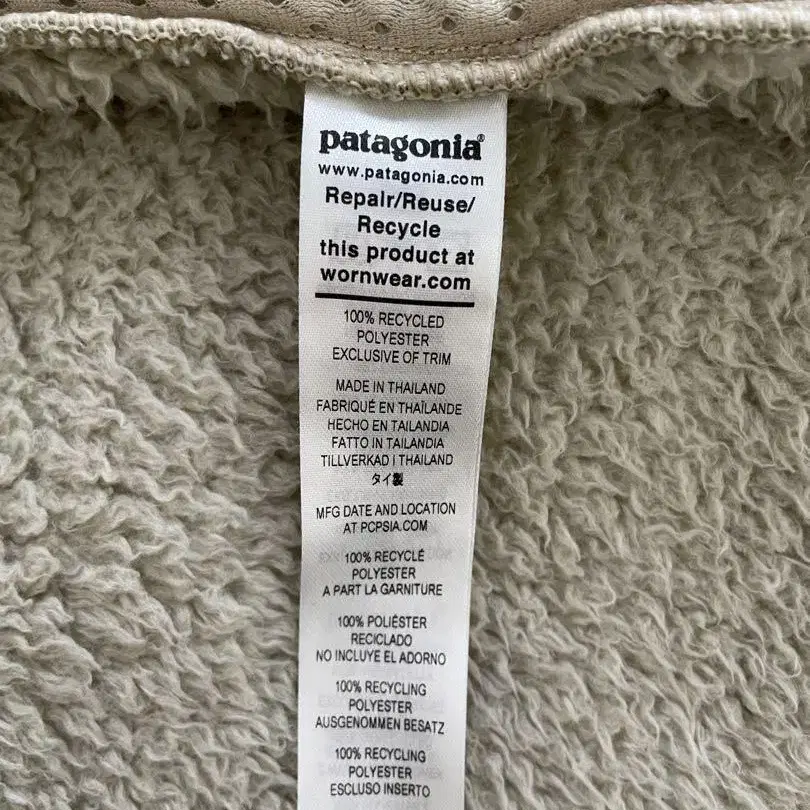 patagonia®
www.patagonia.com
Repair/Reuse/
Recycle
this product at
wornwear.com
100% RECYCLED
POLYESTER
EXCLUSIVE OF TRIM
MADE IN THAILAND
FABRIQUÉ EN THAÏLANDE
HECHO EN TAILANDIA
FATTO IN TAILANDIA
TILLVERKAD I THAILAND
タイ製
MFG DATE AND LOCATION
AT PCPSIA.COM
100% RECYCLÉ
POLYESTER
A PART LA GARNITURE
100% POLIÉSTER
RECICLADO
NO INCLUYE EL ADORNO
100% RECYCLING
POLYESTER
AUSGENOMMEN BESATZ
100% RECYCLING
POLYESTER
ESCLUSO INSERTO